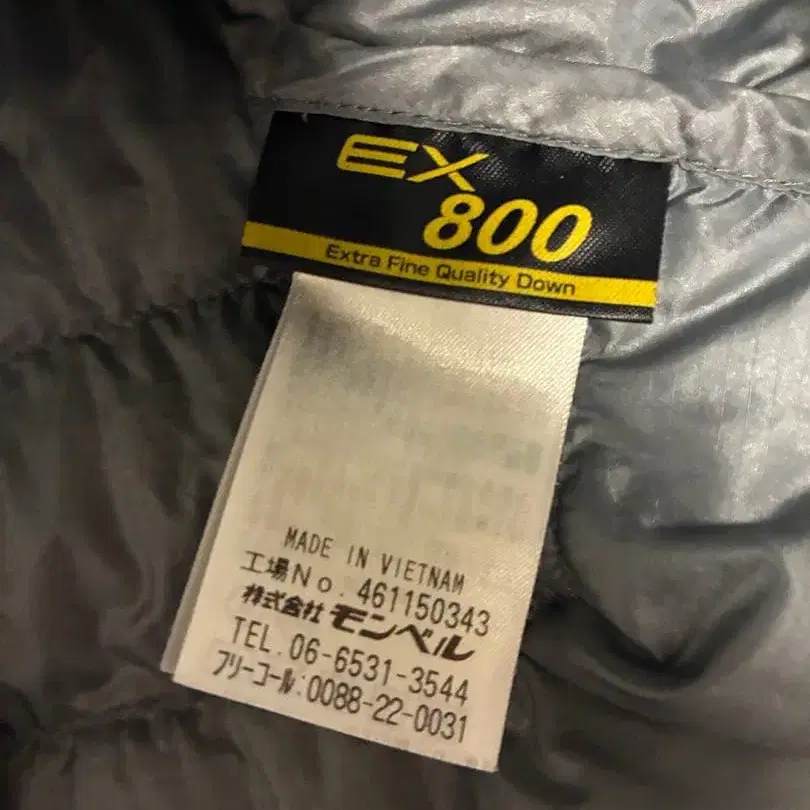 EX
800
Extra Fine Quality Down
MADE IN VIETNAM
工場No. 461150343
株式会社 モンベル
TEL.06-6531-3544
フリーコール:0088-22-0031